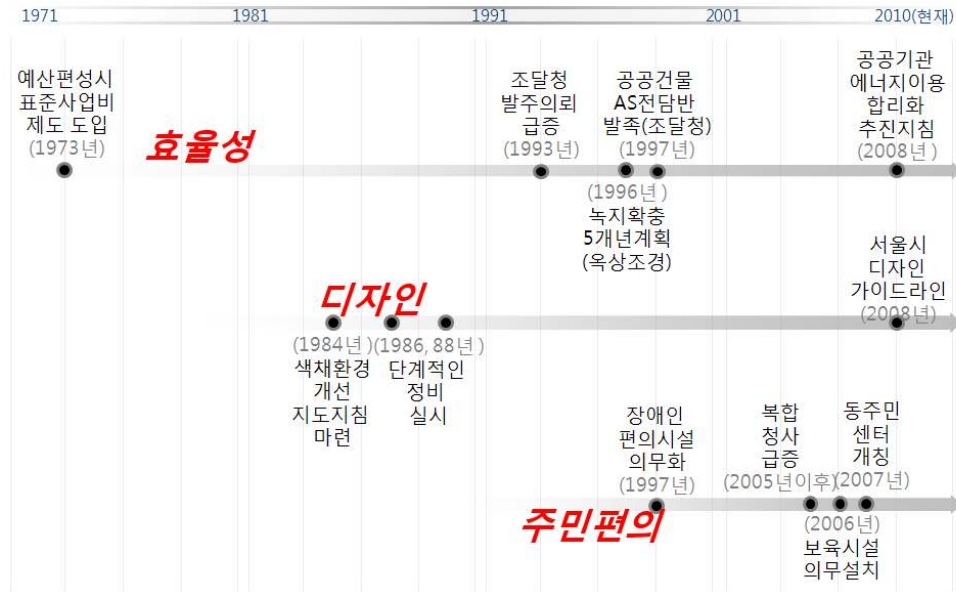 1971 1981 1991 2001 2010(현재)
예산편성시
표준사업비
제도 도입
(1973년)
효율성
조달청
발주의뢰
급증
(1993년)
공공건물
AS전담반
발족(조달청)
(1997년)
공공기관
에너지이용
합리화
추진지침
(2008년 )
(1996년 )
녹지확충
5개년계획
(옥상조경)
디자인
서울시
디자인
가이드라인
(2008년)
(1984년 )
색채환경
개선
지도지침
마련
(1986, 88년 )
단계적인
정비
실시
주민편의
장애인
편의시설
의무화
(1997년)
복합
청사
급증
(2005년이후)
동주민
센터
개칭
(2007년)
(2006년)
보육시설
의무설치